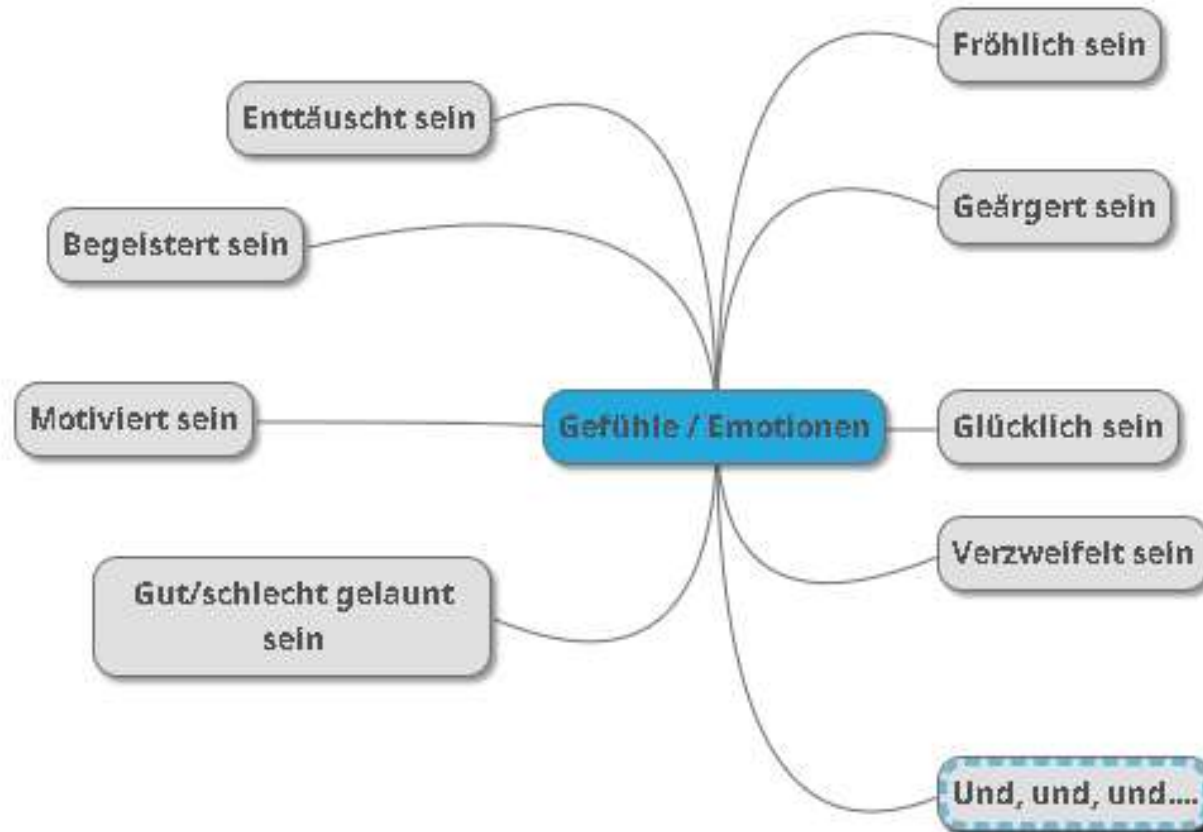 Fröhlich sein
Enttäuscht sein
Geärgert sein
Begeistert sein
Motiviert sein
Gefühle / Emotionen
Glücklich sein
Verzweifelt sein
Gut/schlecht gelaunt
sein
Und, und, und....